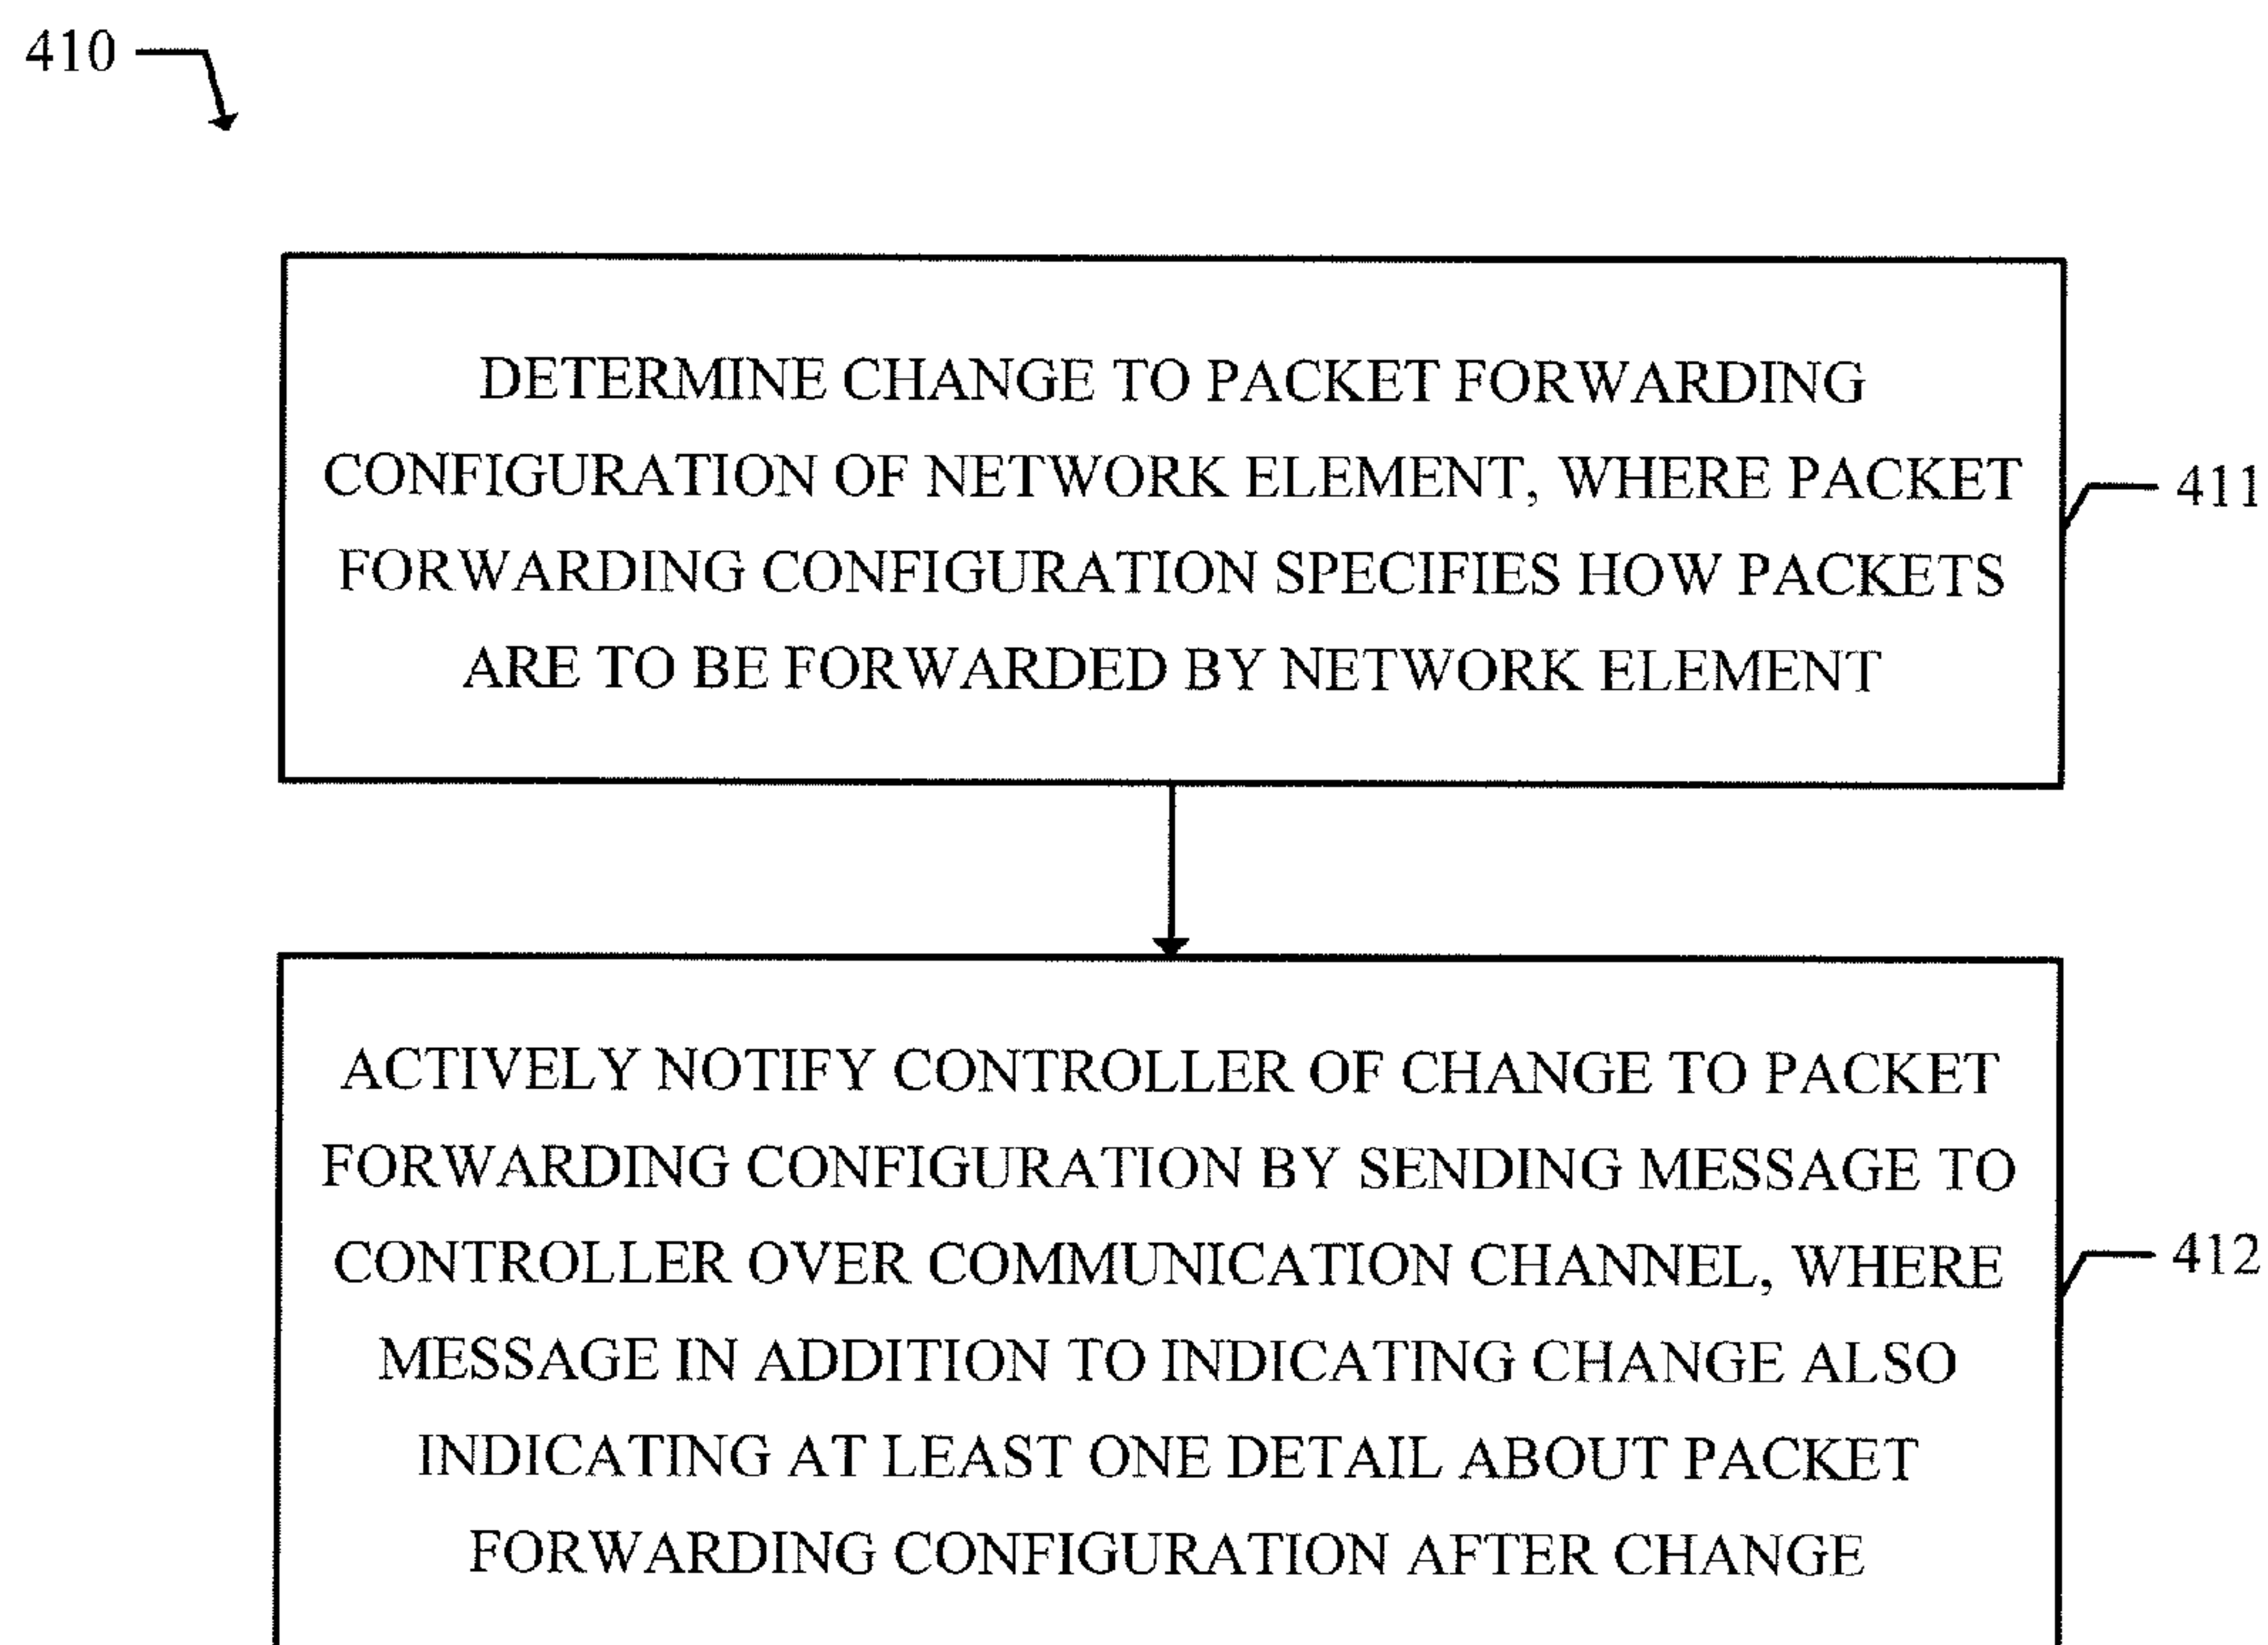 410
DETERMINE CHANGE TO PACKET FORWARDING
CONFIGURATION OF NETWORK ELEMENT, WHERE PACKET
FORWARDING CONFIGURATION SPECIFIES HOW PACKETS
ARE TO BE FORWARDED BY NETWORK ELEMENT
411
ACTIVELY NOTIFY CONTROLLER OF CHANGE TO PACKET
FORWARDING CONFIGURATION BY SENDING MESSAGE TO
CONTROLLER OVER COMMUNICATION CHANNEL, WHERE
MESSAGE IN ADDITION TO INDICATING CHANGE ALSO
INDICATING AT LEAST ONE DETAIL ABOUT PACKET
FORWARDING CONFIGURATION AFTER CHANGE
412